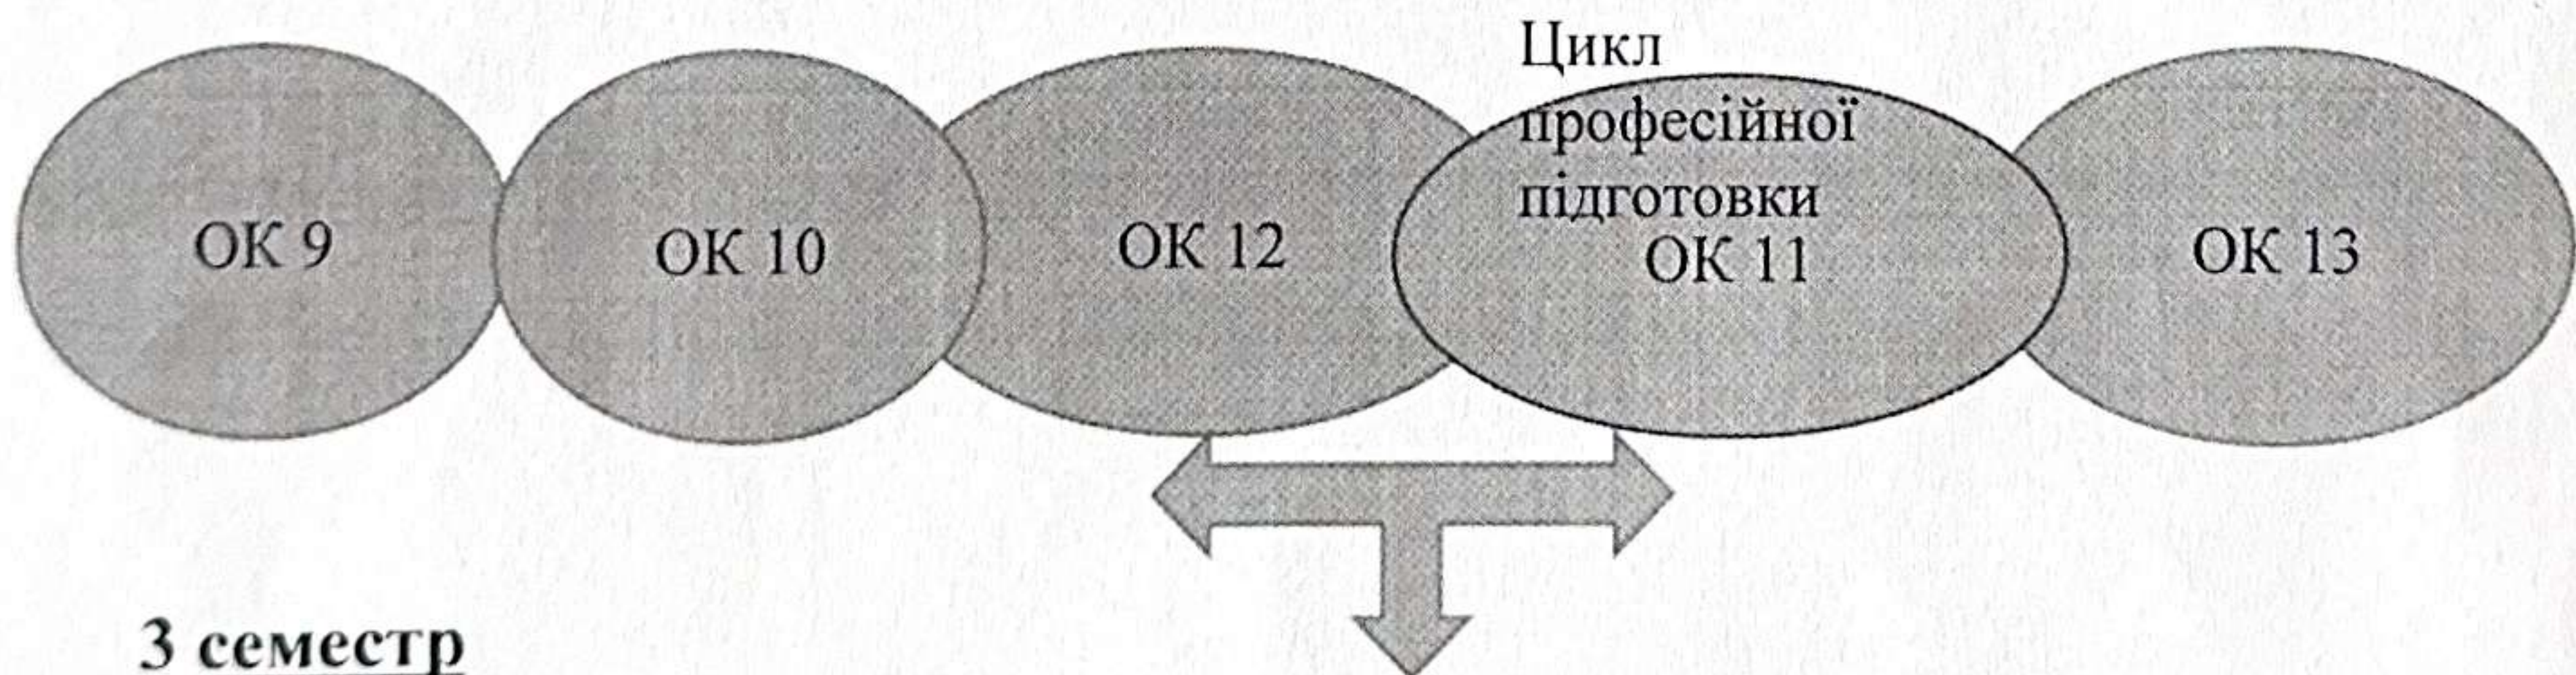 Цикл
професійної
підготовки
ОК 9
ОК 10
ОК 12
ОК 11
ОК 13
3 семестр